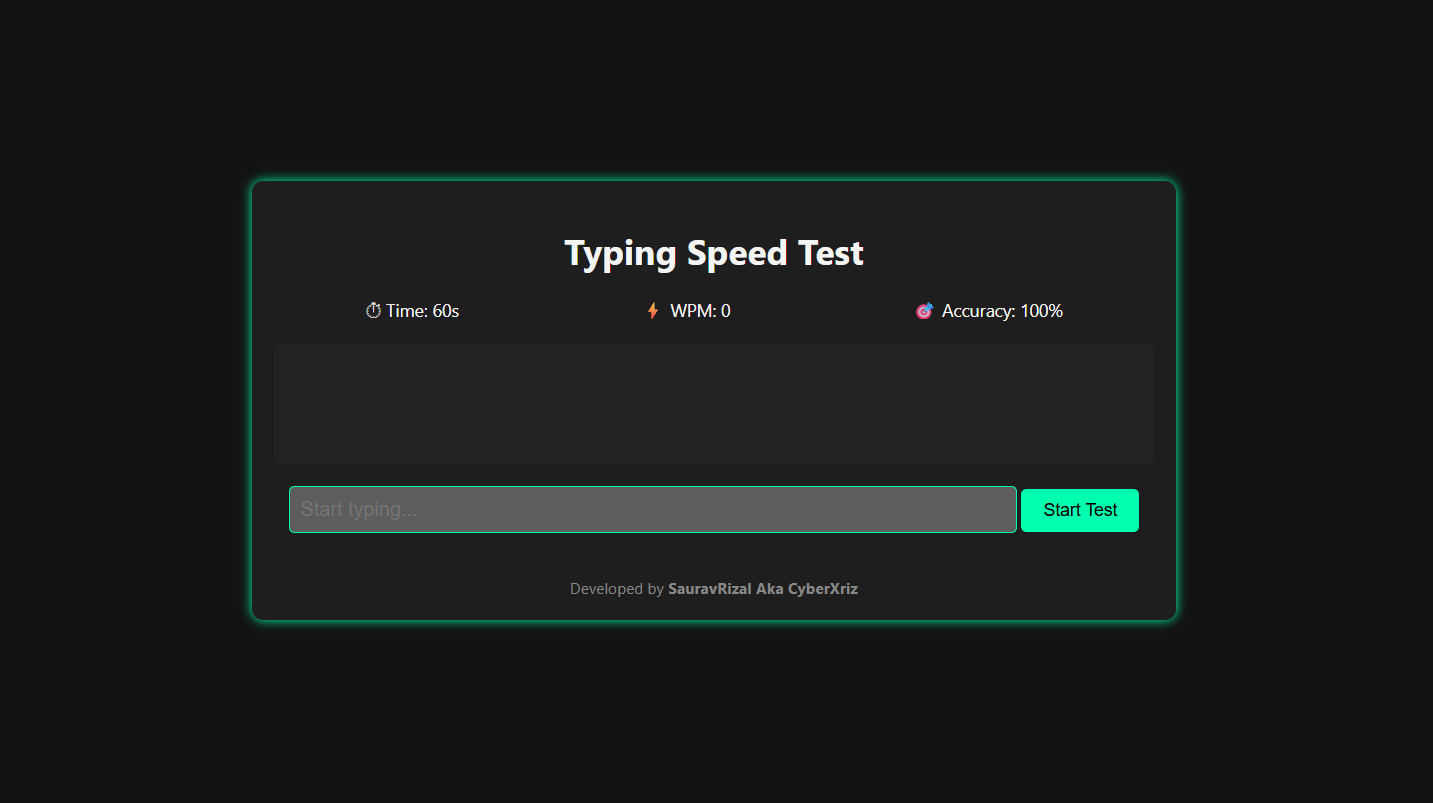 Typing Speed Test
⏱ Time: 60s ⚡ WPM: 0 🎯 Accuracy: 100%
Start typing... Start Test
Developed by SauravRizal Aka CyberXriz